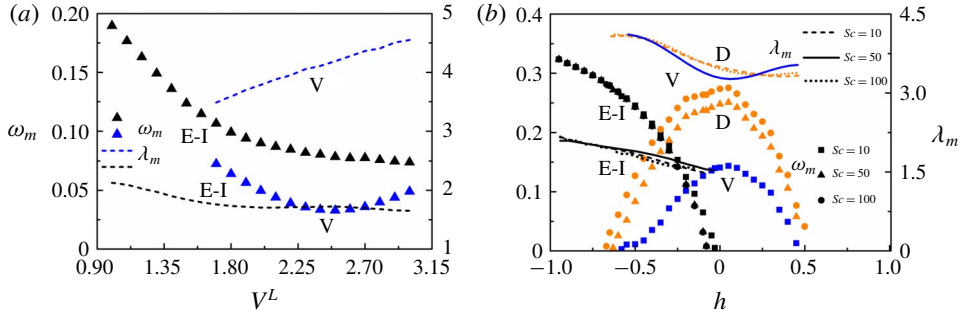 (a)
0.20
0.15
0.10
0.05
0
ω_m
5
4
3
2
1
V
E-I
ω_m
λ_m
E-I
V
0.90
1.35
1.80
2.25
2.70
3.15
V^L
(b)
0.4
0.3
0.2
0.1
0
4.5
3.0
1.5
0
λ_m
D
λ_m
Sc = 10
Sc = 50
Sc = 100
V
E-I
D
E-I
ω_m
V
Sc = 10
Sc = 50
Sc = 100
−1.0
−0.5
0
0.5
1.0
h